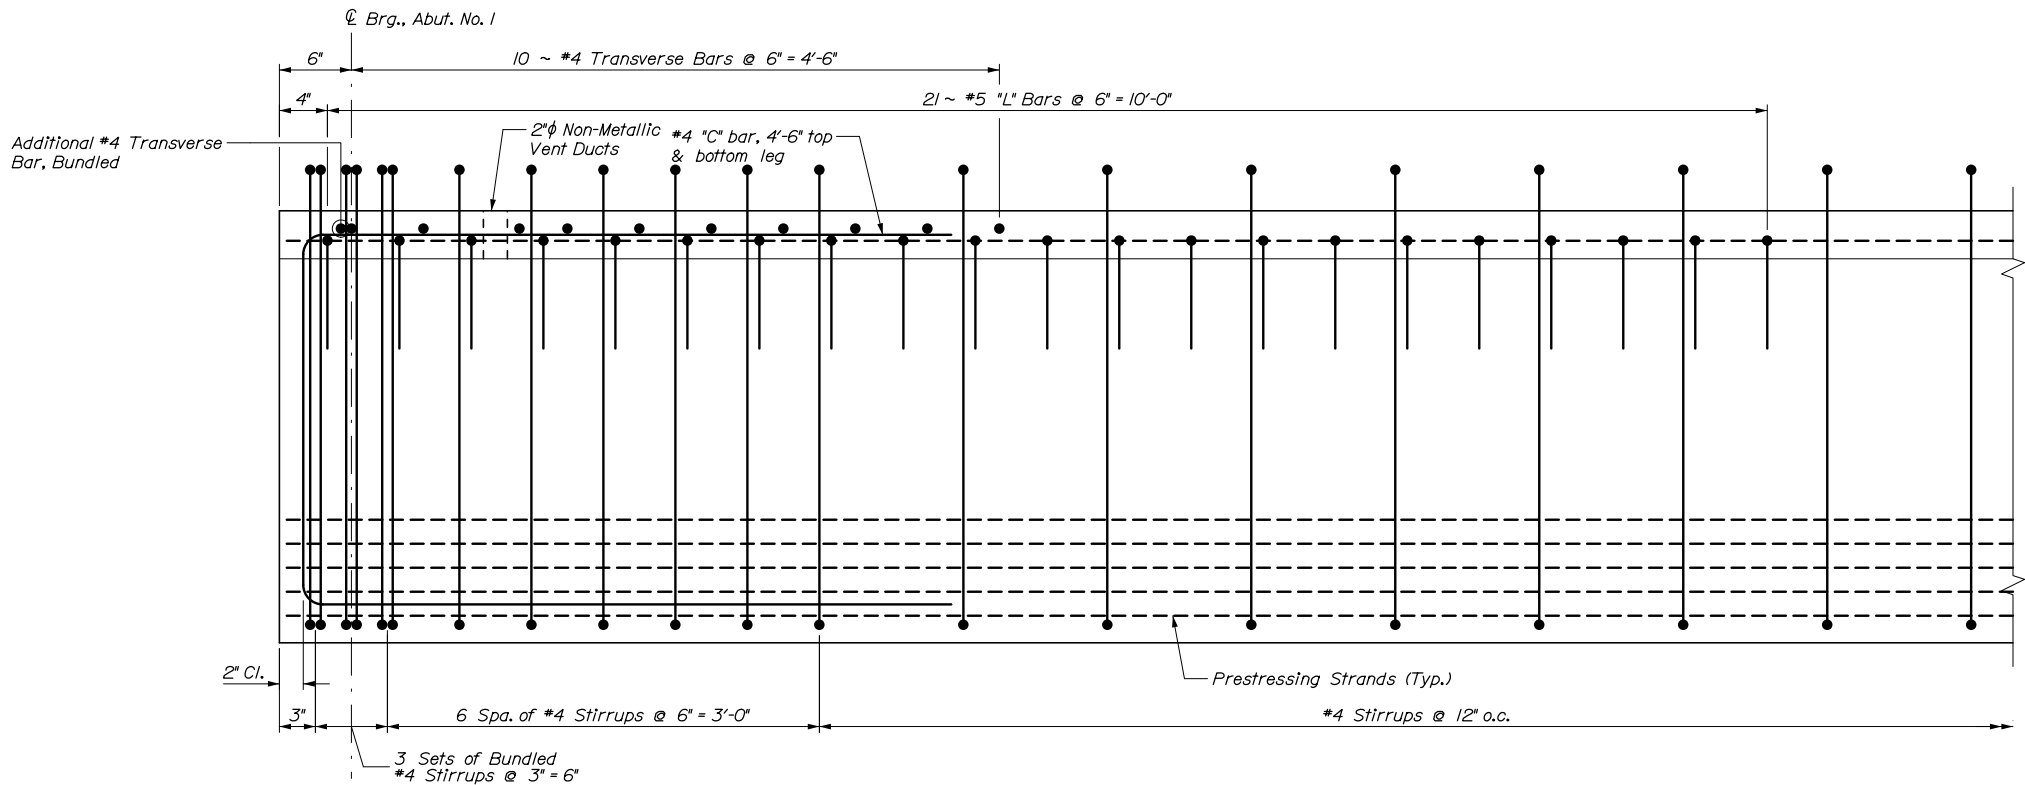 ℄ Brg., Abut. No. 1
6"
10 ~ #4 Transverse Bars @ 6" = 4'-6"
4"
21 ~ #5 "L" Bars @ 6" = 10'-0"
Additional #4 Transverse
Bar, Bundled
2"ϕ Non-Metallic
Vent Ducts
#4 "C" bar, 4'-6" top
& bottom leg
2" Cl.
Prestressing Strands (Typ.)
3"
6 Spa. of #4 Stirrups @ 6" = 3'-0"
#4 Stirrups @ 12" o.c.
3 Sets of Bundled
#4 Stirrups @ 3" = 6"